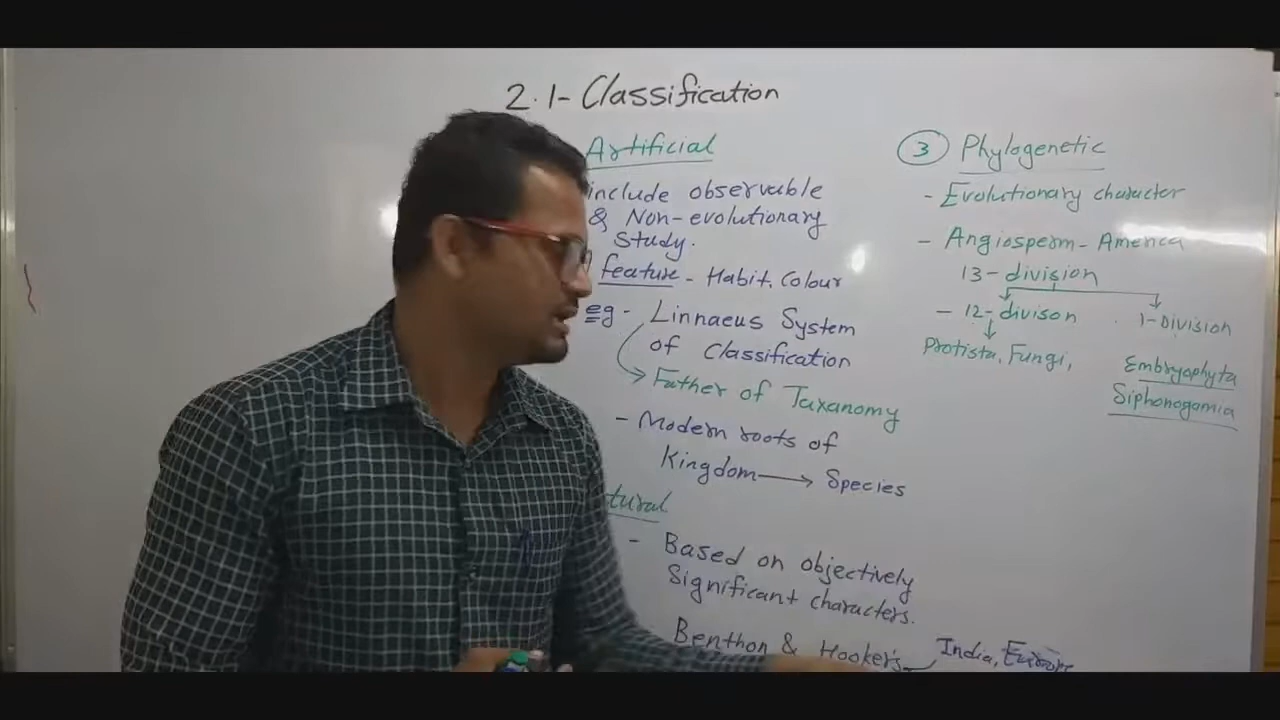 2.1- Classification
Artificial
include observable
& Non-evolutionary
Study.
feature - Habit, Colour
eg - Linnaeus System
of Classification
Father of Taxanomy
- Modern roots of
Kingdom → Species
tural
- Based on objectively
Significant characters.
Benthon & Hooker's
India, Europe
3 Phylogenetic
- Evolutionary character
- Angiosperm - America
13-division
- 12-divison
1-Division
Protista, Fungi,
Embryophyta
Siphonogamia